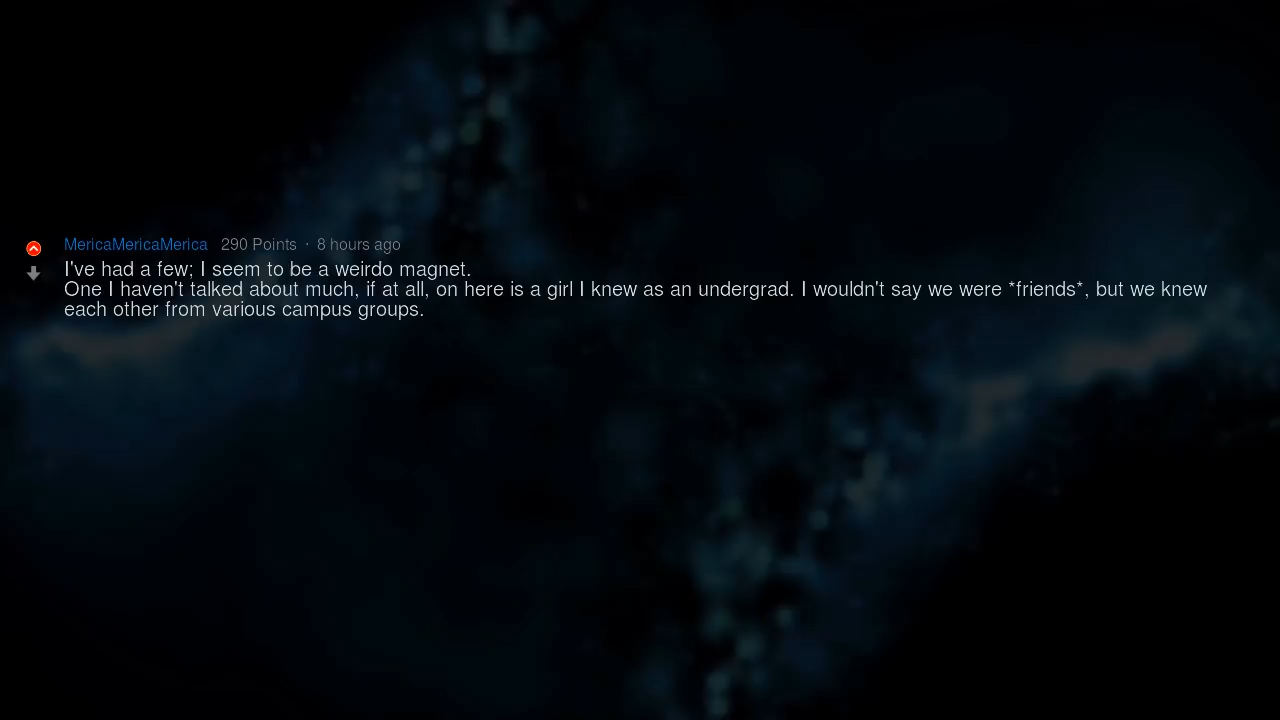 MericaMericaMerica 290 Points · 8 hours ago
I've had a few; I seem to be a weirdo magnet.
One I haven't talked about much, if at all, on here is a girl I knew as an undergrad. I wouldn't say we were *friends*, but we knew
each other from various campus groups.